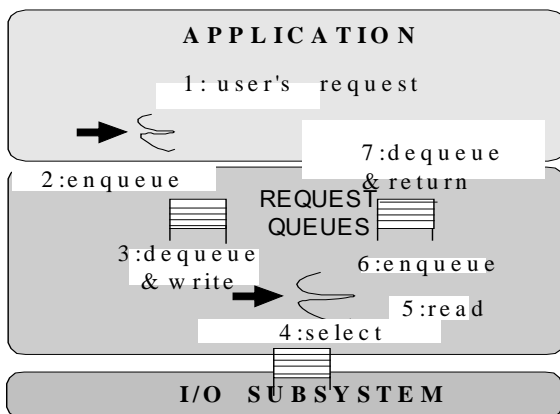 APPLICATION
1: user's request
7:dequeue
& return
2:enqueue
REQUEST
QUEUES
3:dequeue
& write
6:enqueue
5:read
4:select
I/O SUBSYSTEM